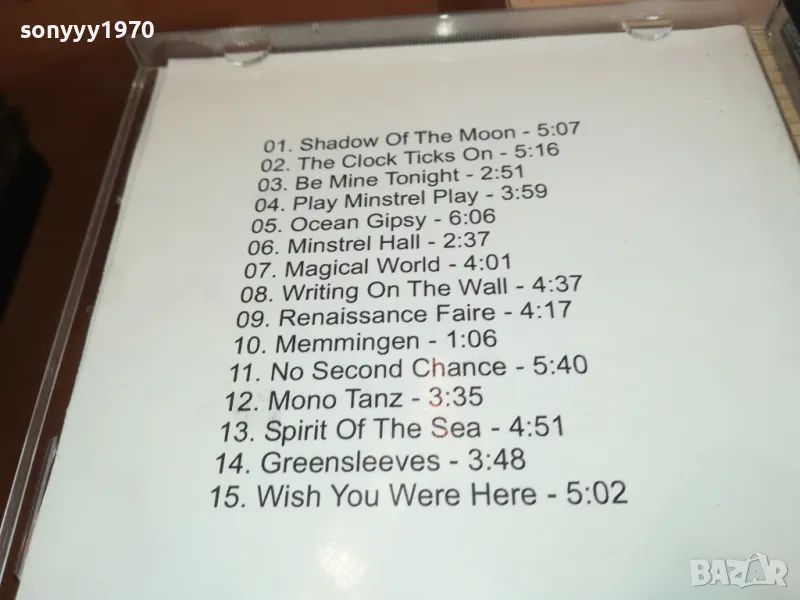 sonyyy1970
01. Shadow Of The Moon - 5:07
02. The Clock Ticks On - 5:16
03. Be Mine Tonight - 2:51
04. Play Minstrel Play - 3:59
05. Ocean Gipsy - 6:06
06. Minstrel Hall - 2:37
07. Magical World - 4:01
08. Writing On The Wall - 4:37
09. Renaissance Faire - 4:17
10. Memmingen - 1:06
11. No Second Chance - 5:40
12. Mono Tanz - 3:35
13. Spirit Of The Sea - 4:51
14. Greensleeves - 3:48
15. Wish You Were Here - 5:02
BAZAR